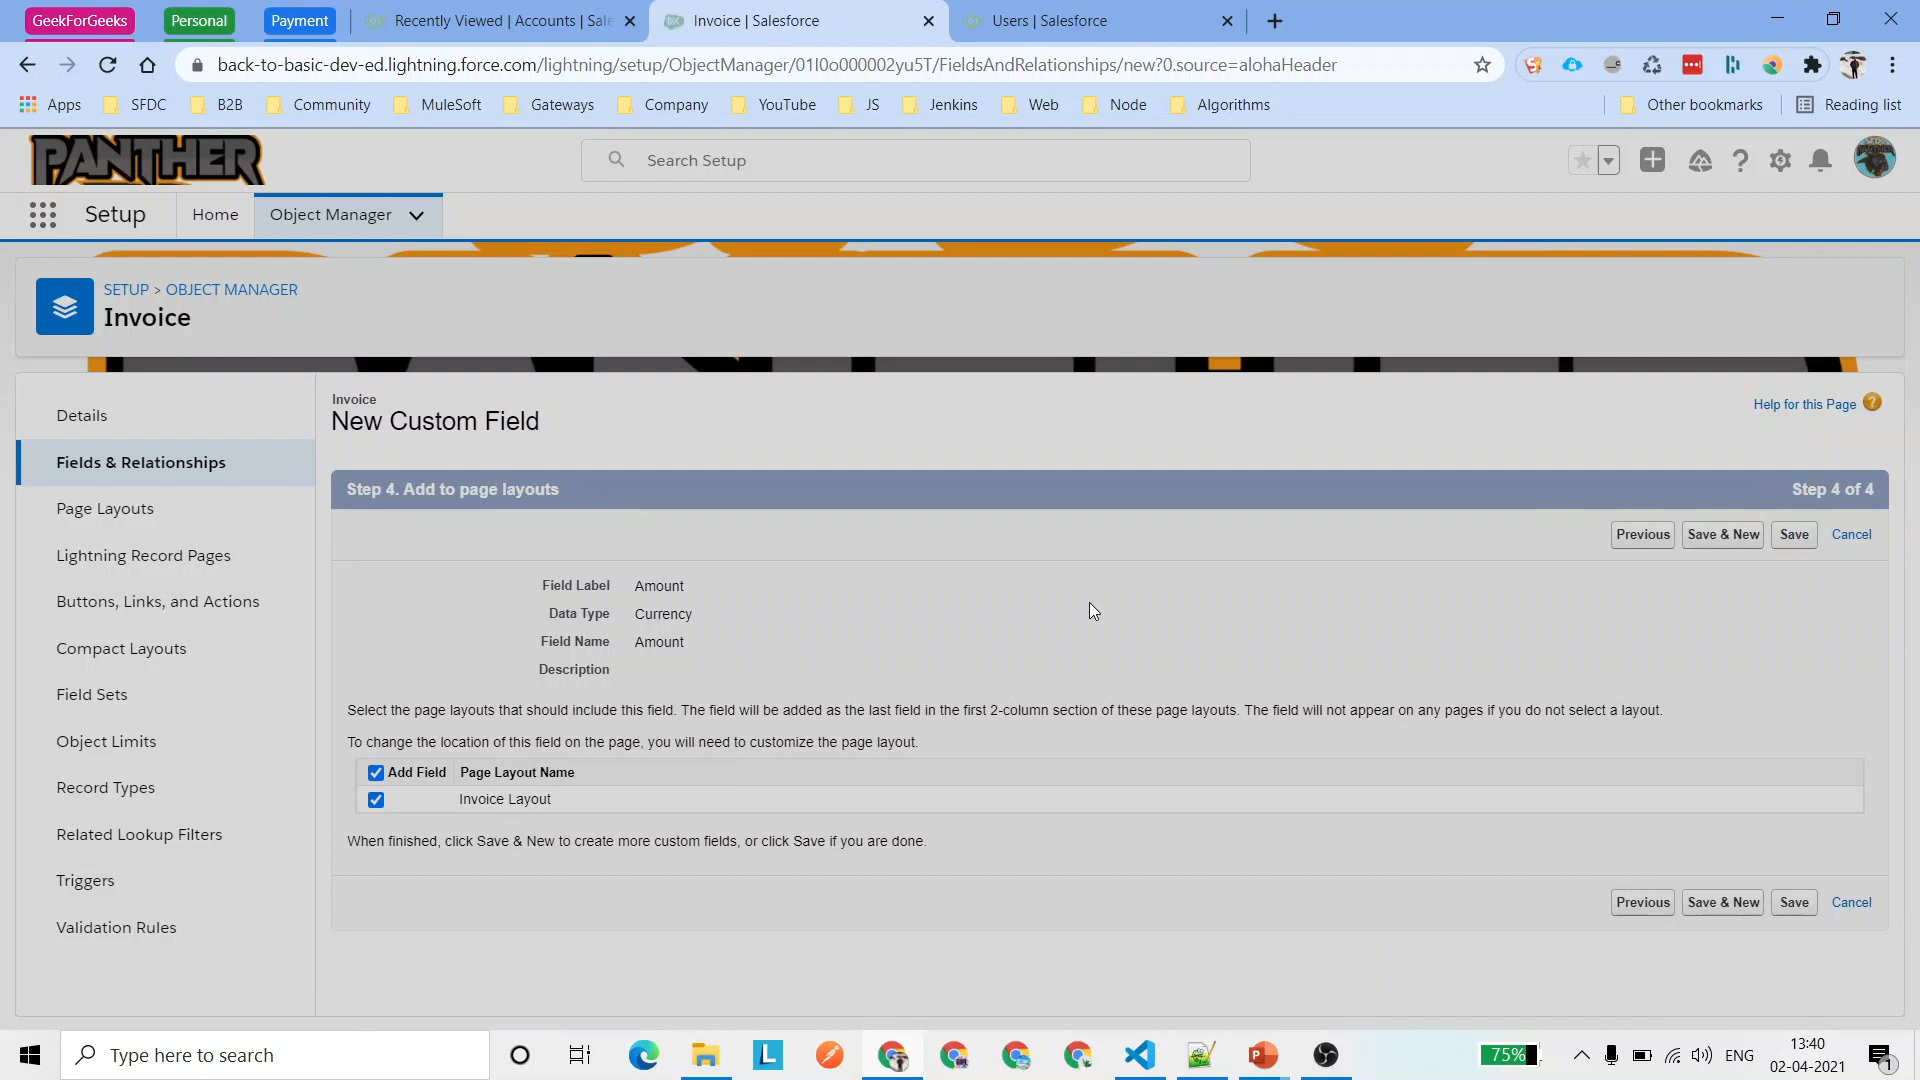 GeekForGeeks
Personal
Payment
Recently Viewed | Accounts | Sale
Invoice | Salesforce
Users | Salesforce
back-to-basic-dev-ed.lightning.force.com/lightning/setup/ObjectManager/01I0o000002yu5T/FieldsAndRelationships/new?0.source=alohaHeader
Apps
SFDC
B2B
Community
MuleSoft
Gateways
Company
YouTube
JS
Jenkins
Web
Node
Algorithms
Other bookmarks
Reading list
PANTHER
Search Setup
Setup
Home
Object Manager
SETUP > OBJECT MANAGER
Invoice
Details
Fields & Relationships
Page Layouts
Lightning Record Pages
Buttons, Links, and Actions
Compact Layouts
Field Sets
Object Limits
Record Types
Related Lookup Filters
Triggers
Validation Rules
Invoice
New Custom Field
Help for this Page
Step 4. Add to page layouts
Step 4 of 4
Previous
Save & New
Save
Cancel
Field Label Amount
Data Type Currency
Field Name Amount
Description
Select the page layouts that should include this field. The field will be added as the last field in the first 2-column section of these page layouts. The field will not appear on any pages if you do not select a layout.
To change the location of this field on the page, you will need to customize the page layout.
Add Field Page Layout Name
Invoice Layout
When finished, click Save & New to create more custom fields, or click Save if you are done.
Previous
Save & New
Save
Cancel
Type here to search
75%
ENG
13:40
02-04-2021
1